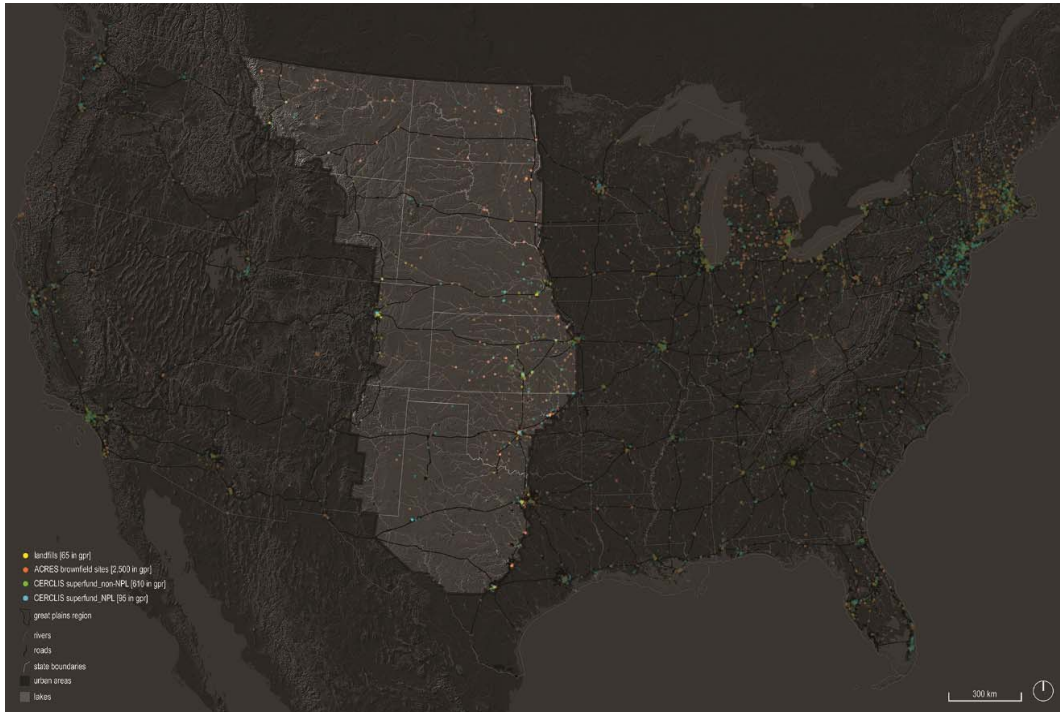 landfills [65 in gpr]
ACRES brownfield sites [2,500 in gpr]
CERCLIS superfund_non-NPL [610 in gpr]
CERCLIS superfund_NPL [95 in gpr]
great plains region
rivers
roads
state boundaries
urban areas
lakes
300 km